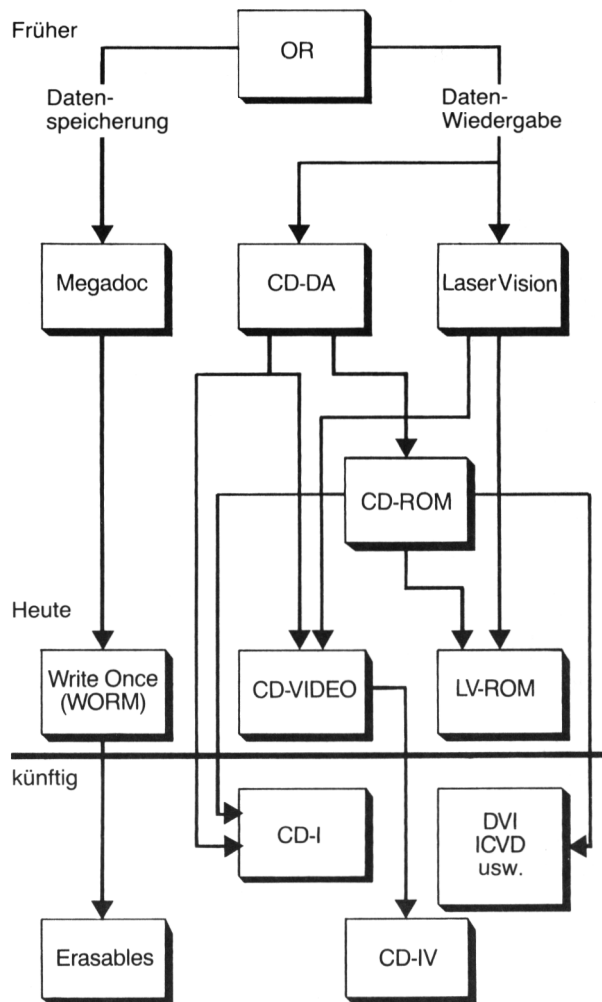 Früher
OR
Daten-
speicherung
Daten-
Wiedergabe
Megadoc
CD-DA
LaserVision
CD-ROM
Heute
Write Once
(WORM)
CD-VIDEO
LV-ROM
künftig
CD-I
DVI
ICVD
usw.
Erasables
CD-IV